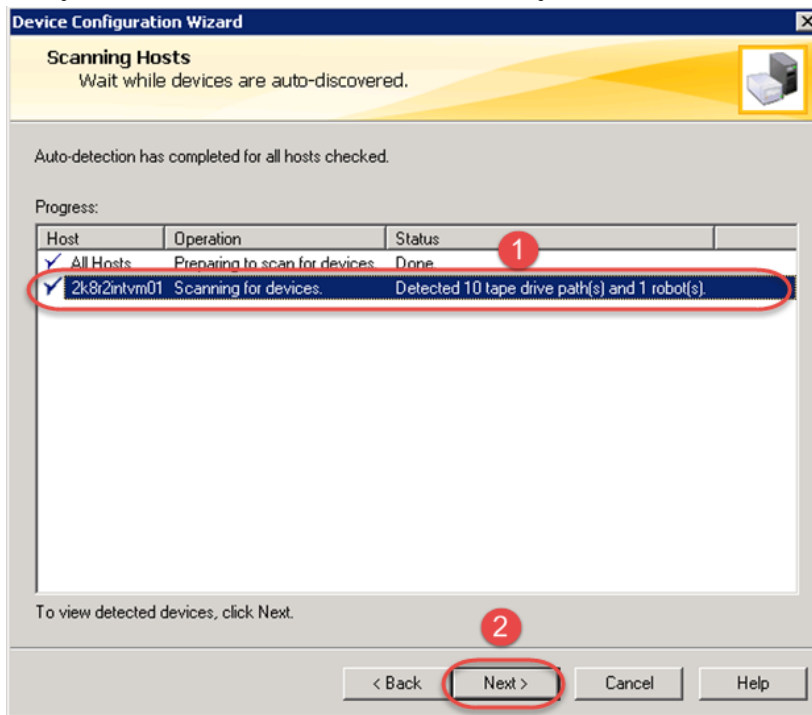 Device Configuration Wizard
Scanning Hosts
Wait while devices are auto-discovered.
Auto-detection has completed for all hosts checked.
Progress:
Host Operation Status
All Hosts Preparing to scan for devices Done
1
2k8r2intvm01 Scanning for devices. Detected 10 tape drive path(s) and 1 robot(s).
To view detected devices, click Next.
2
< Back Next > Cancel Help